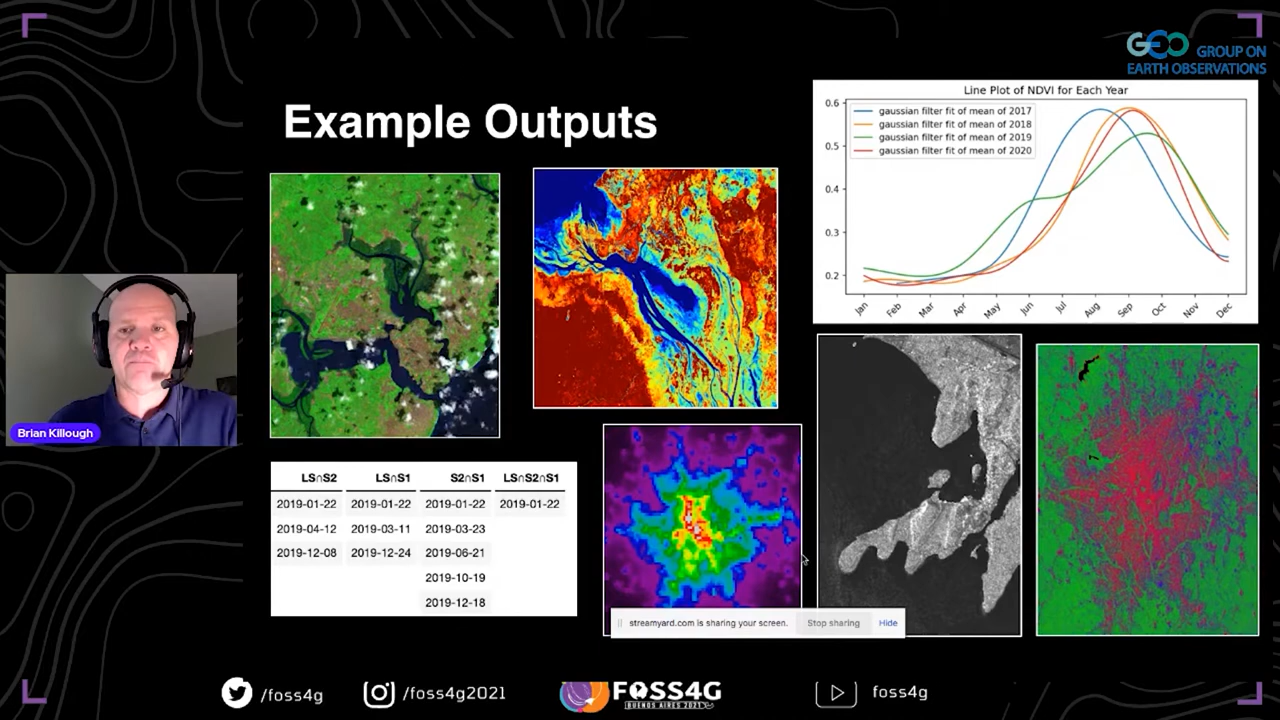 GEO GROUP ON
EARTH OBSERVATIONS
Example Outputs
Line Plot of NDVI for Each Year
gaussian filter fit of mean of 2017
gaussian filter fit of mean of 2018
gaussian filter fit of mean of 2019
gaussian filter fit of mean of 2020
0.6
0.5
0.4
0.3
0.2
Jan Feb Mar Apr May Jun Jul Aug Sep Oct Nov Dec
Brian Killough
LS∩S2 LS∩S1 S2∩S1 LS∩S2∩S1
2019-01-22 2019-01-22 2019-01-22 2019-01-22
2019-04-12 2019-03-11 2019-03-23
2019-12-08 2019-12-24 2019-06-21
2019-10-19
2019-12-18
streamyard.com is sharing your screen. Stop sharing Hide
/foss4g /foss4g2021 FOSS4G foss4g
BUENOS AIRES 2021